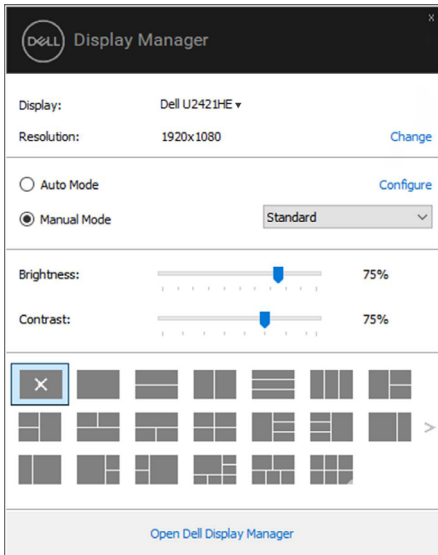 x
DELL Display Manager
Display: Dell U2421HE ▾
Resolution: 1920x1080 Change
Auto Mode Configure
Manual Mode Standard
Brightness: 75%
Contrast: 75%
Open Dell Display Manager